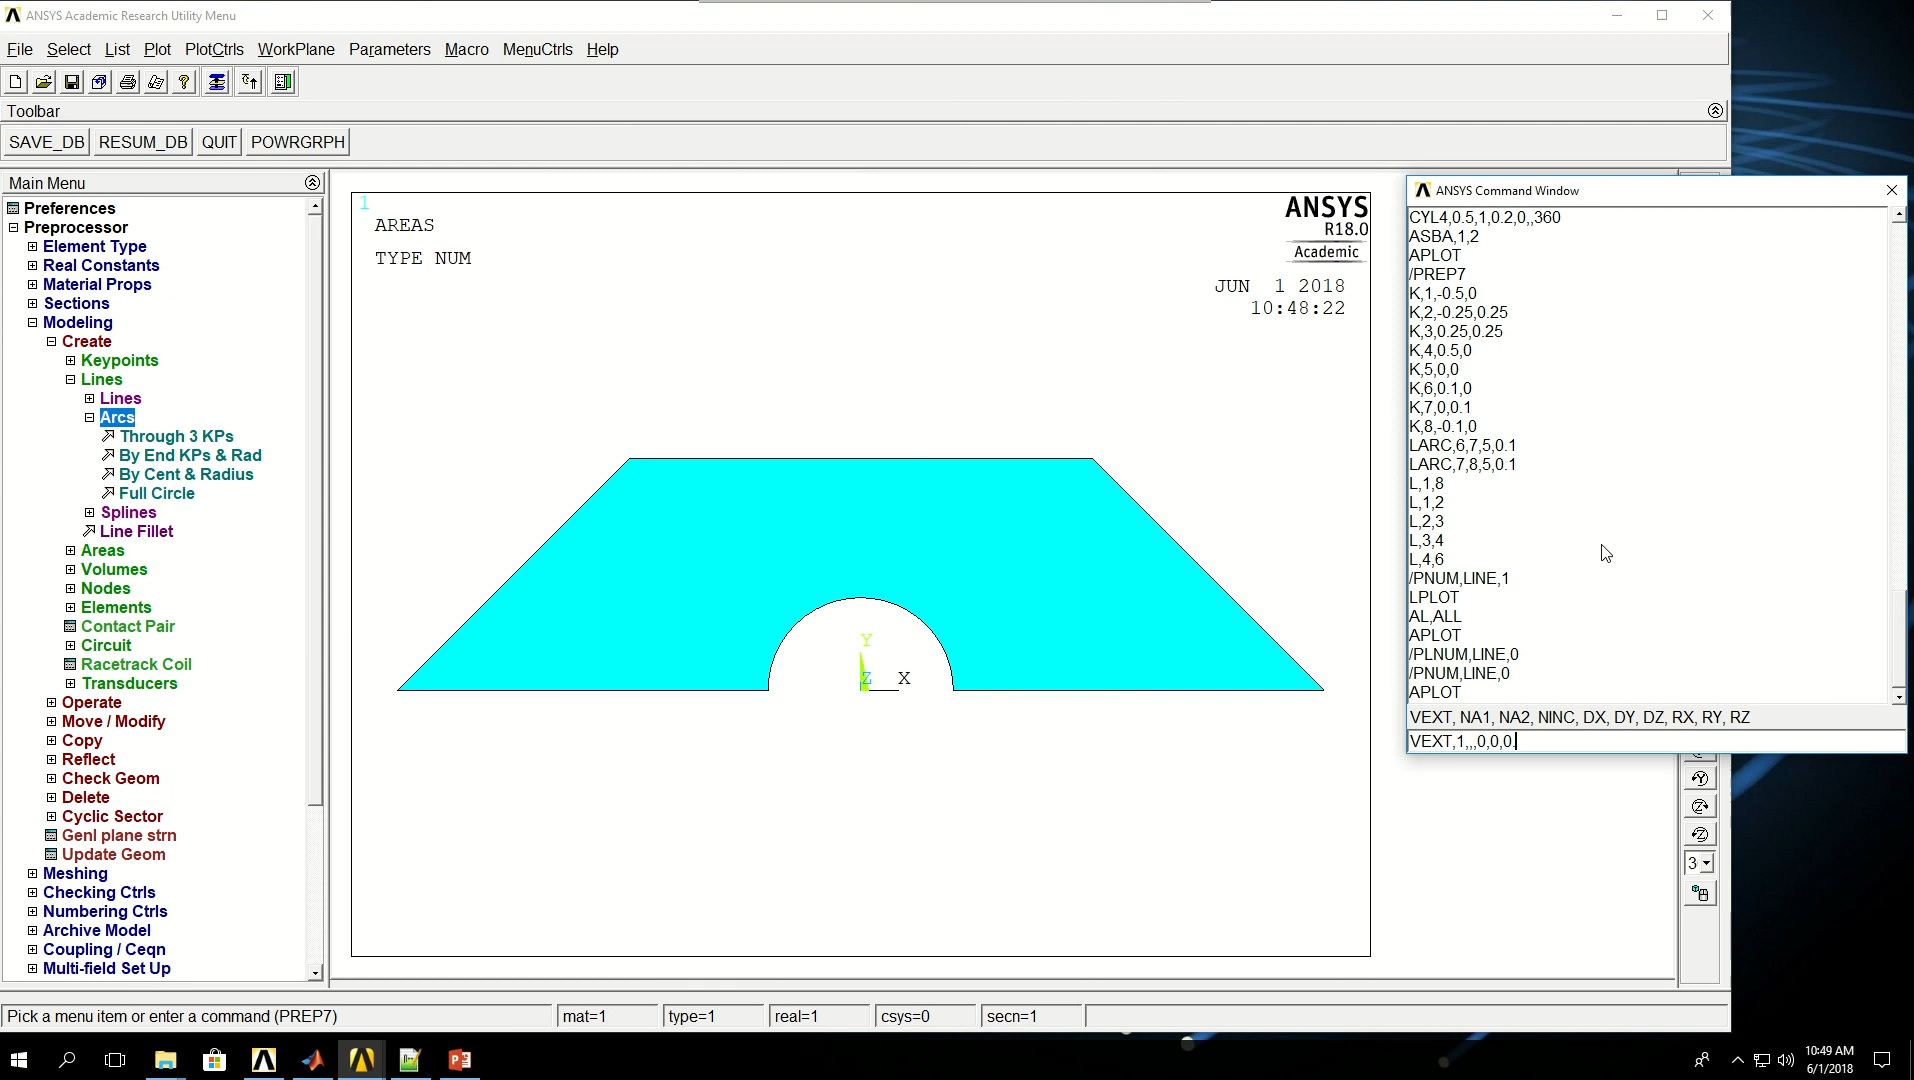 ANSYS Academic Research Utility Menu
File Select List Plot PlotCtrls WorkPlane Parameters Macro MenuCtrls Help
Toolbar
SAVE_DB RESUM_DB QUIT POWRGRPH
Main Menu
Preferences
Preprocessor
Element Type
Real Constants
Material Props
Sections
Modeling
Create
Keypoints
Lines
Lines
Arcs
Through 3 KPs
By End KPs & Rad
By Cent & Radius
Full Circle
Splines
Line Fillet
Areas
Volumes
Nodes
Elements
Contact Pair
Circuit
Racetrack Coil
Transducers
Operate
Move / Modify
Copy
Reflect
Check Geom
Delete
Cyclic Sector
Genl plane strn
Update Geom
Meshing
Checking Ctrls
Numbering Ctrls
Archive Model
Coupling / Ceqn
Multi-field Set Up
1
AREAS
TYPE NUM
ANSYS
R18.0
Academic
JUN 1 2018
10:48:22
Y
Z X
ANSYS Command Window
CYL4,0.5,1,0.2,0,,360
ASBA,1,2
APLOT
/PREP7
K,1,-0.5,0
K,2,-0.25,0.25
K,3,0.25,0.25
K,4,0.5,0
K,5,0,0
K,6,0.1,0
K,7,0,0.1
K,8,-0.1,0
LARC,6,7,5,0.1
LARC,7,8,5,0.1
L,1,8
L,1,2
L,2,3
L,3,4
L,4,6
/PNUM,LINE,1
LPLOT
AL,ALL
APLOT
/PLNUM,LINE,0
/PNUM,LINE,0
APLOT
VEXT, NA1, NA2, NINC, DX, DY, DZ, RX, RY, RZ
VEXT,1,,,0,0,0.
3
Pick a menu item or enter a command (PREP7) mat=1 type=1 real=1 csys=0 secn=1
10:49 AM
6/1/2018